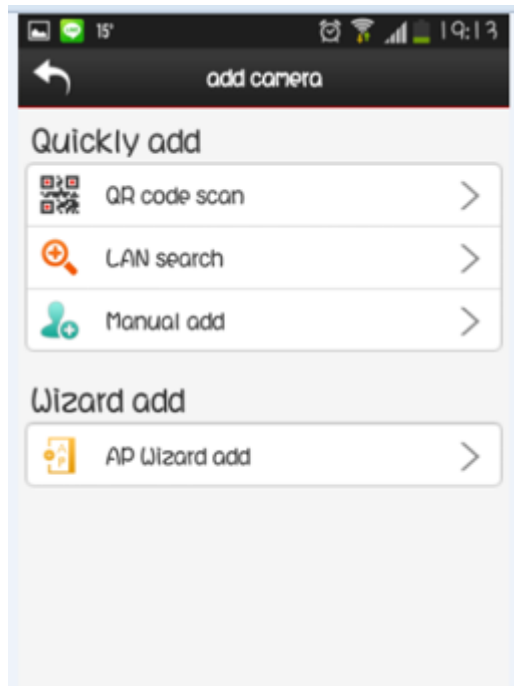 15°
19:13
add camera
Quickly add
QR code scan
LAN search
Manual add
Wizard add
AP Wizard add